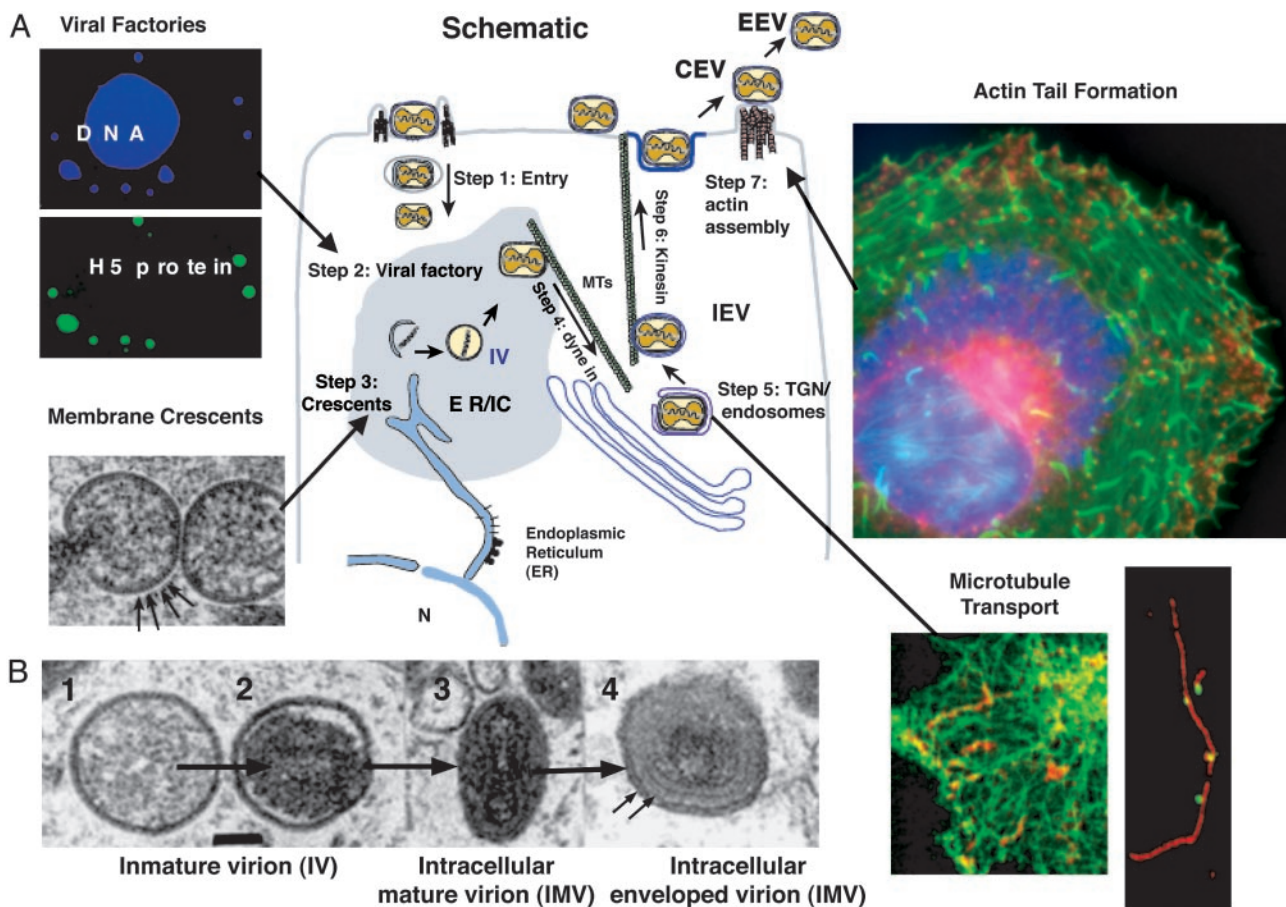 A
Viral Factories
D N A
H 5 p ro te in
Membrane Crescents
Schematic
EEV
CEV
Step 1: Entry
Step 2: Viral factory
Step 3:
Crescents
IV
E R/IC
MTs
Step 4: dyne in
Step 6: Kinesin
Step 7:
actin
assembly
IEV
Step 5: TGN/
endosomes
Endoplasmic
Reticulum
(ER)
N
Actin Tail Formation
Microtubule
Transport
B
1
2
3
4
Inmature virion (IV)
Intracellular
mature virion (IMV)
Intracellular
enveloped virion (IMV)